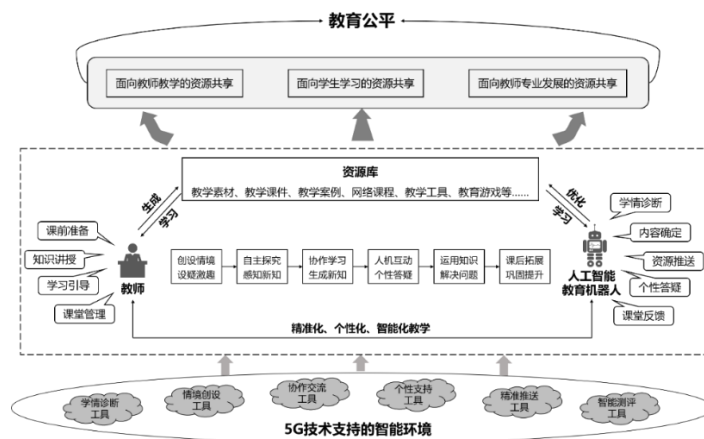 教育公平
面向教师教学的资源共享
面向学生学习的资源共享
面向教师专业发展的资源共享
资源库
教学素材、教学课件、教学案例、网络课程、教学工具、教育游戏等......
生成
学习
优化
学习
课前准备
知识讲授
学习引导
课堂管理
教师
创设情境
设疑激趣
自主探究
感知新知
协作学习
生成新知
人机互动
个性答疑
运用知识
解决问题
课后拓展
巩固提升
人工智能
教育机器人
学情诊断
内容确定
资源推送
个性答疑
课堂反馈
精准化、个性化、智能化教学
学情诊断
工具
情境创设
工具
协作交流
工具
个性支持
工具
精准推送
工具
智能测评
工具
5G技术支持的智能环境